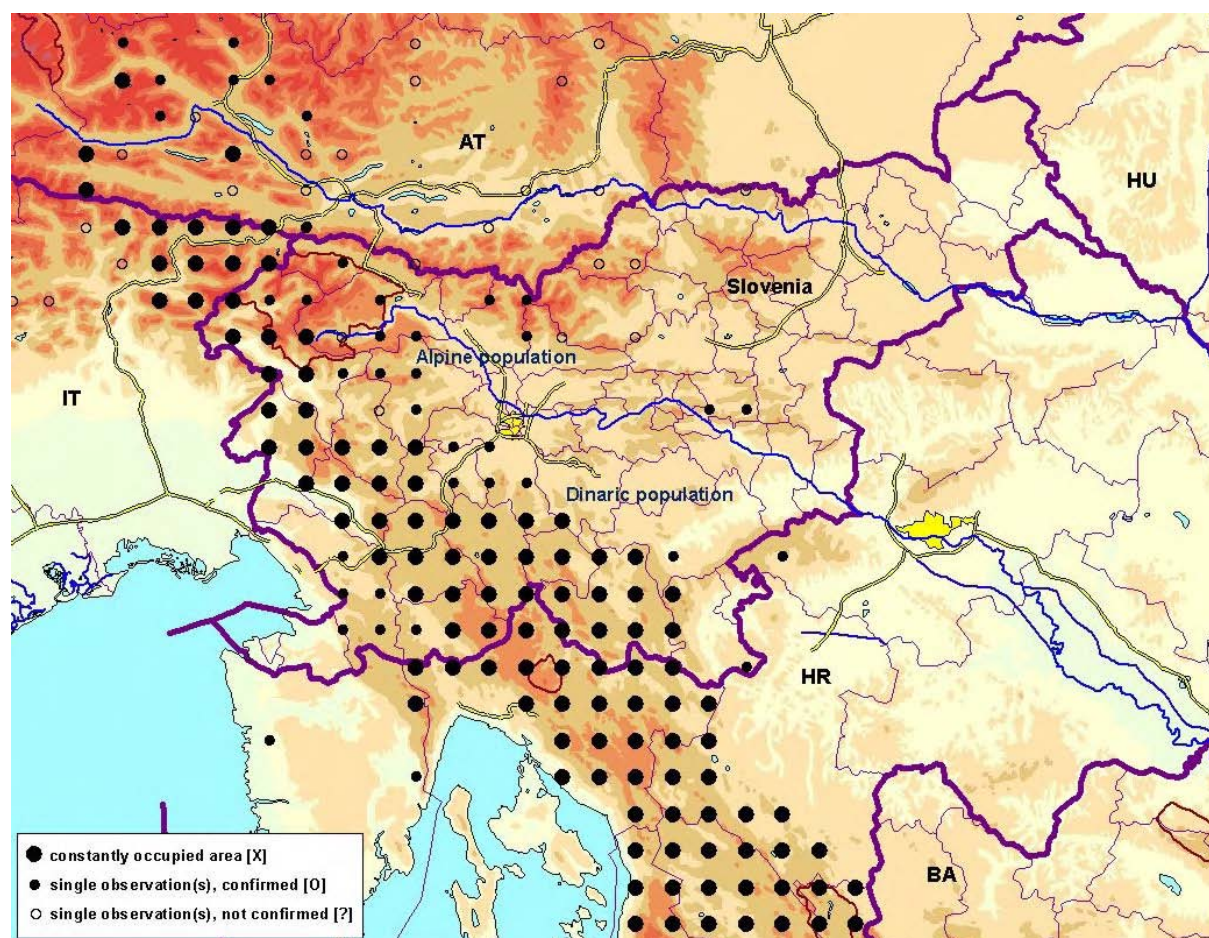 AT
HU
Slovenia
Alpine population
IT
Dinaric population
HR
BA
constantly occupied area [X]
single observation(s), confirmed [O]
single observation(s), not confirmed [?]